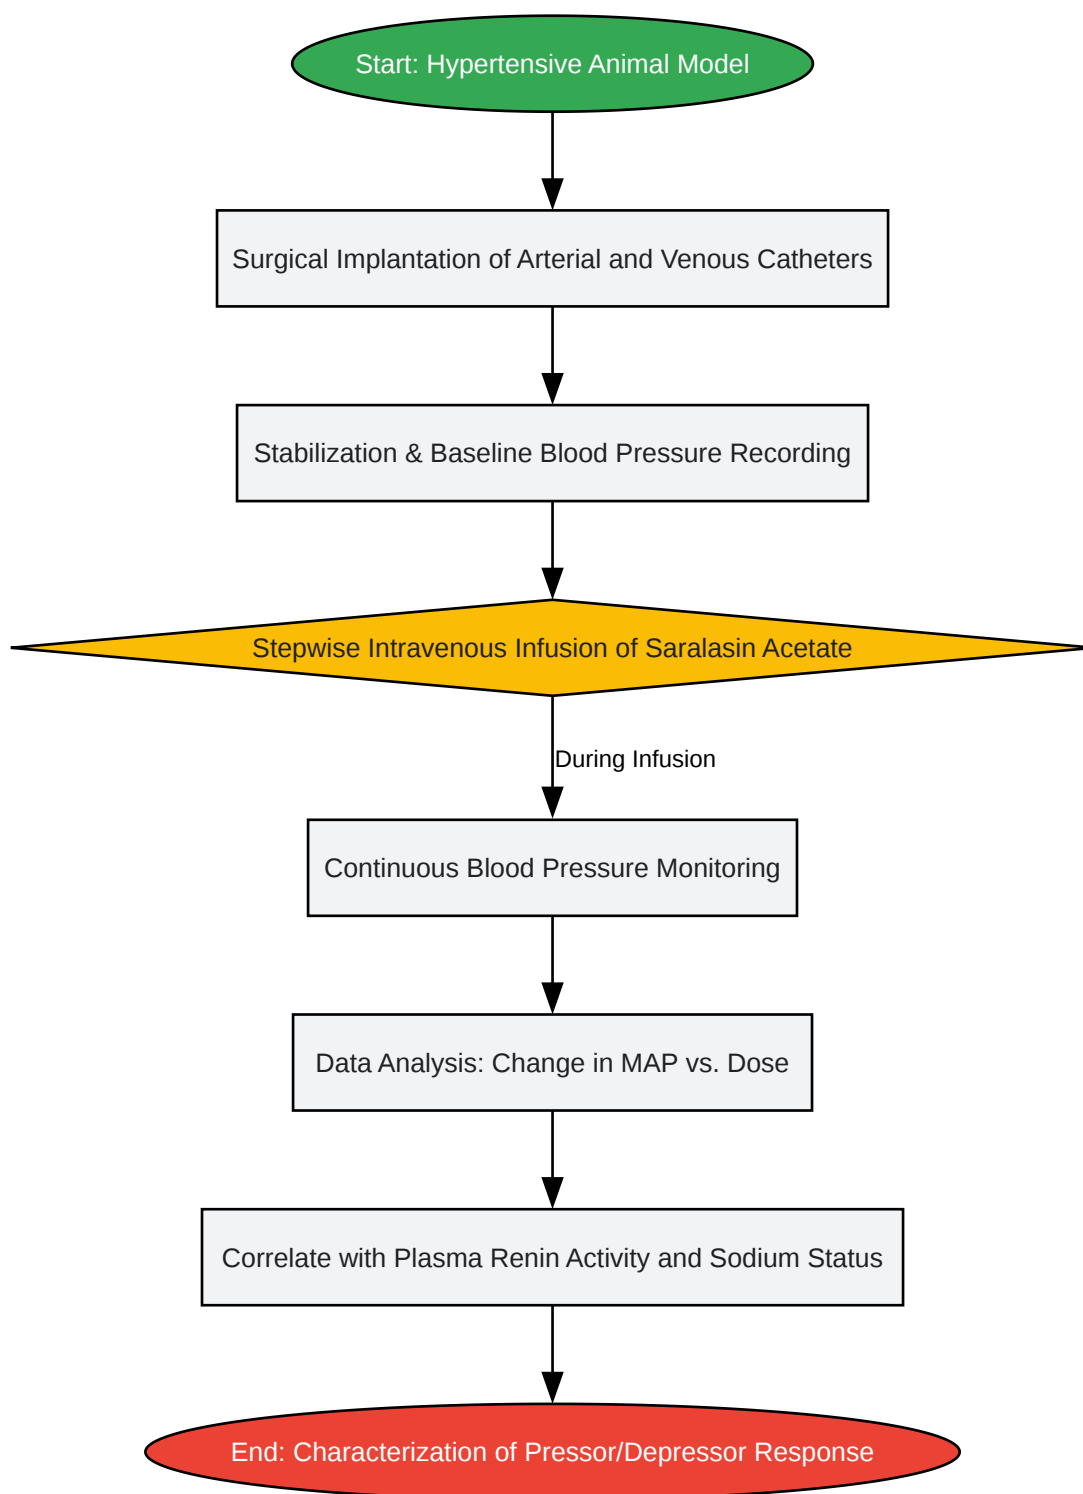 Start: Hypertensive Animal Model
Surgical Implantation of Arterial and Venous Catheters
Stabilization & Baseline Blood Pressure Recording
Stepwise Intravenous Infusion of Saralasin Acetate
During Infusion
Continuous Blood Pressure Monitoring
Data Analysis: Change in MAP vs. Dose
Correlate with Plasma Renin Activity and Sodium Status
End: Characterization of Pressor/Depressor Response